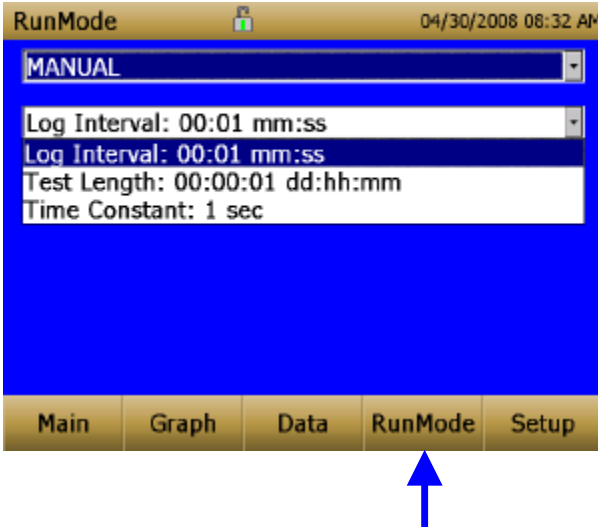 RunMode 04/30/2008 08:32 AM
MANUAL
Log Interval: 00:01 mm:ss
Log Interval: 00:01 mm:ss
Test Length: 00:00:01 dd:hh:mm
Time Constant: 1 sec
Main Graph Data RunMode Setup